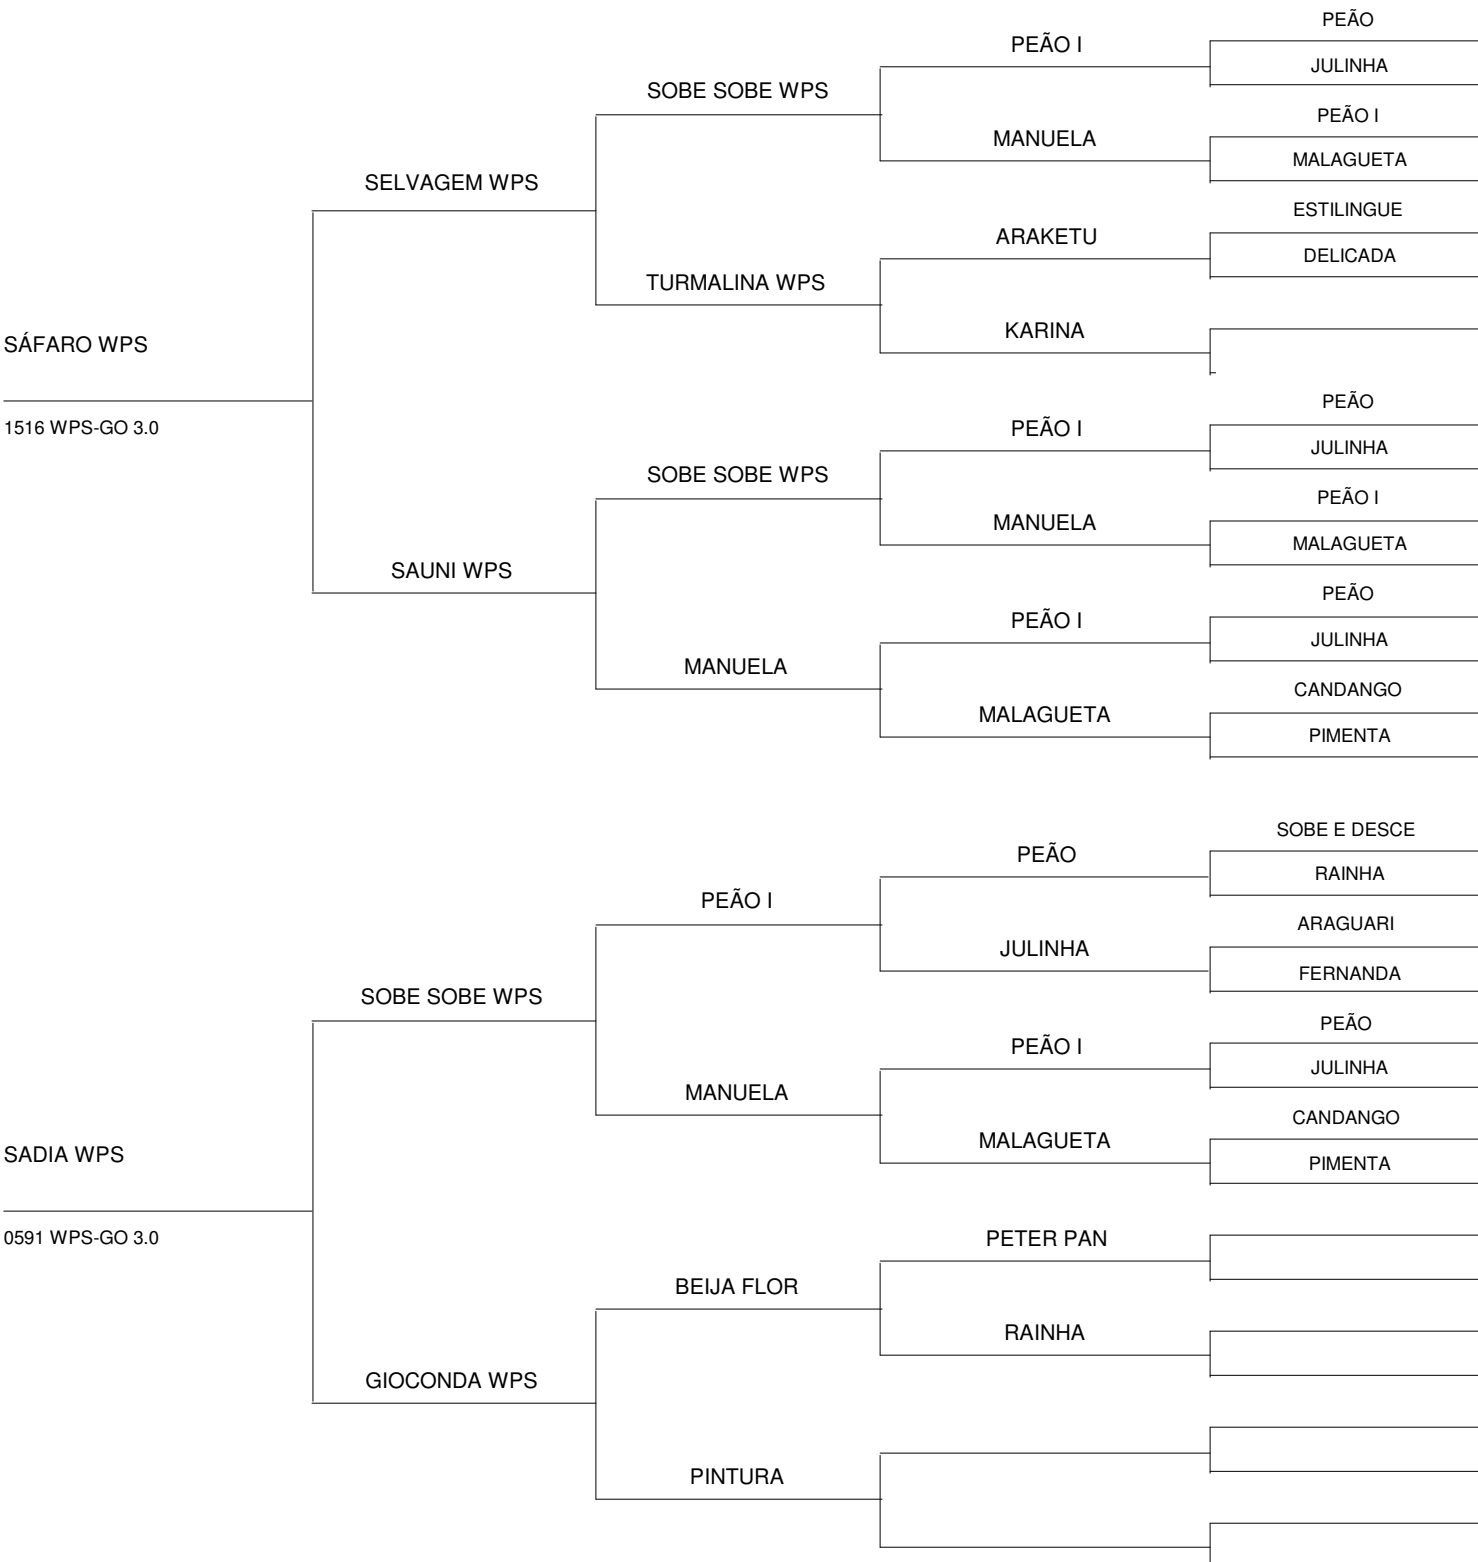 PEÃO
PEÃO I
JULINHA
SOBE SOBE WPS
PEÃO I
MANUELA
MALAGUETA
SELVAGEM WPS
ESTILINGUE
ARAKETU
DELICADA
TURMALINA WPS
KARINA
SÁFARO WPS
PEÃO
1516 WPS-GO 3.0
PEÃO I
JULINHA
SOBE SOBE WPS
PEÃO I
MANUELA
MALAGUETA
SAUNI WPS
PEÃO
PEÃO I
JULINHA
MANUELA
CANDANGO
MALAGUETA
PIMENTA
SOBE E DESCE
PEÃO
RAINHA
PEÃO I
ARAGUARI
JULINHA
FERNANDA
SOBE SOBE WPS
PEÃO
PEÃO I
JULINHA
MANUELA
CANDANGO
MALAGUETA
PIMENTA
SADIA WPS
0591 WPS-GO 3.0
PETER PAN
BEIJA FLOR
RAINHA
GIOCONDA WPS
PINTURA